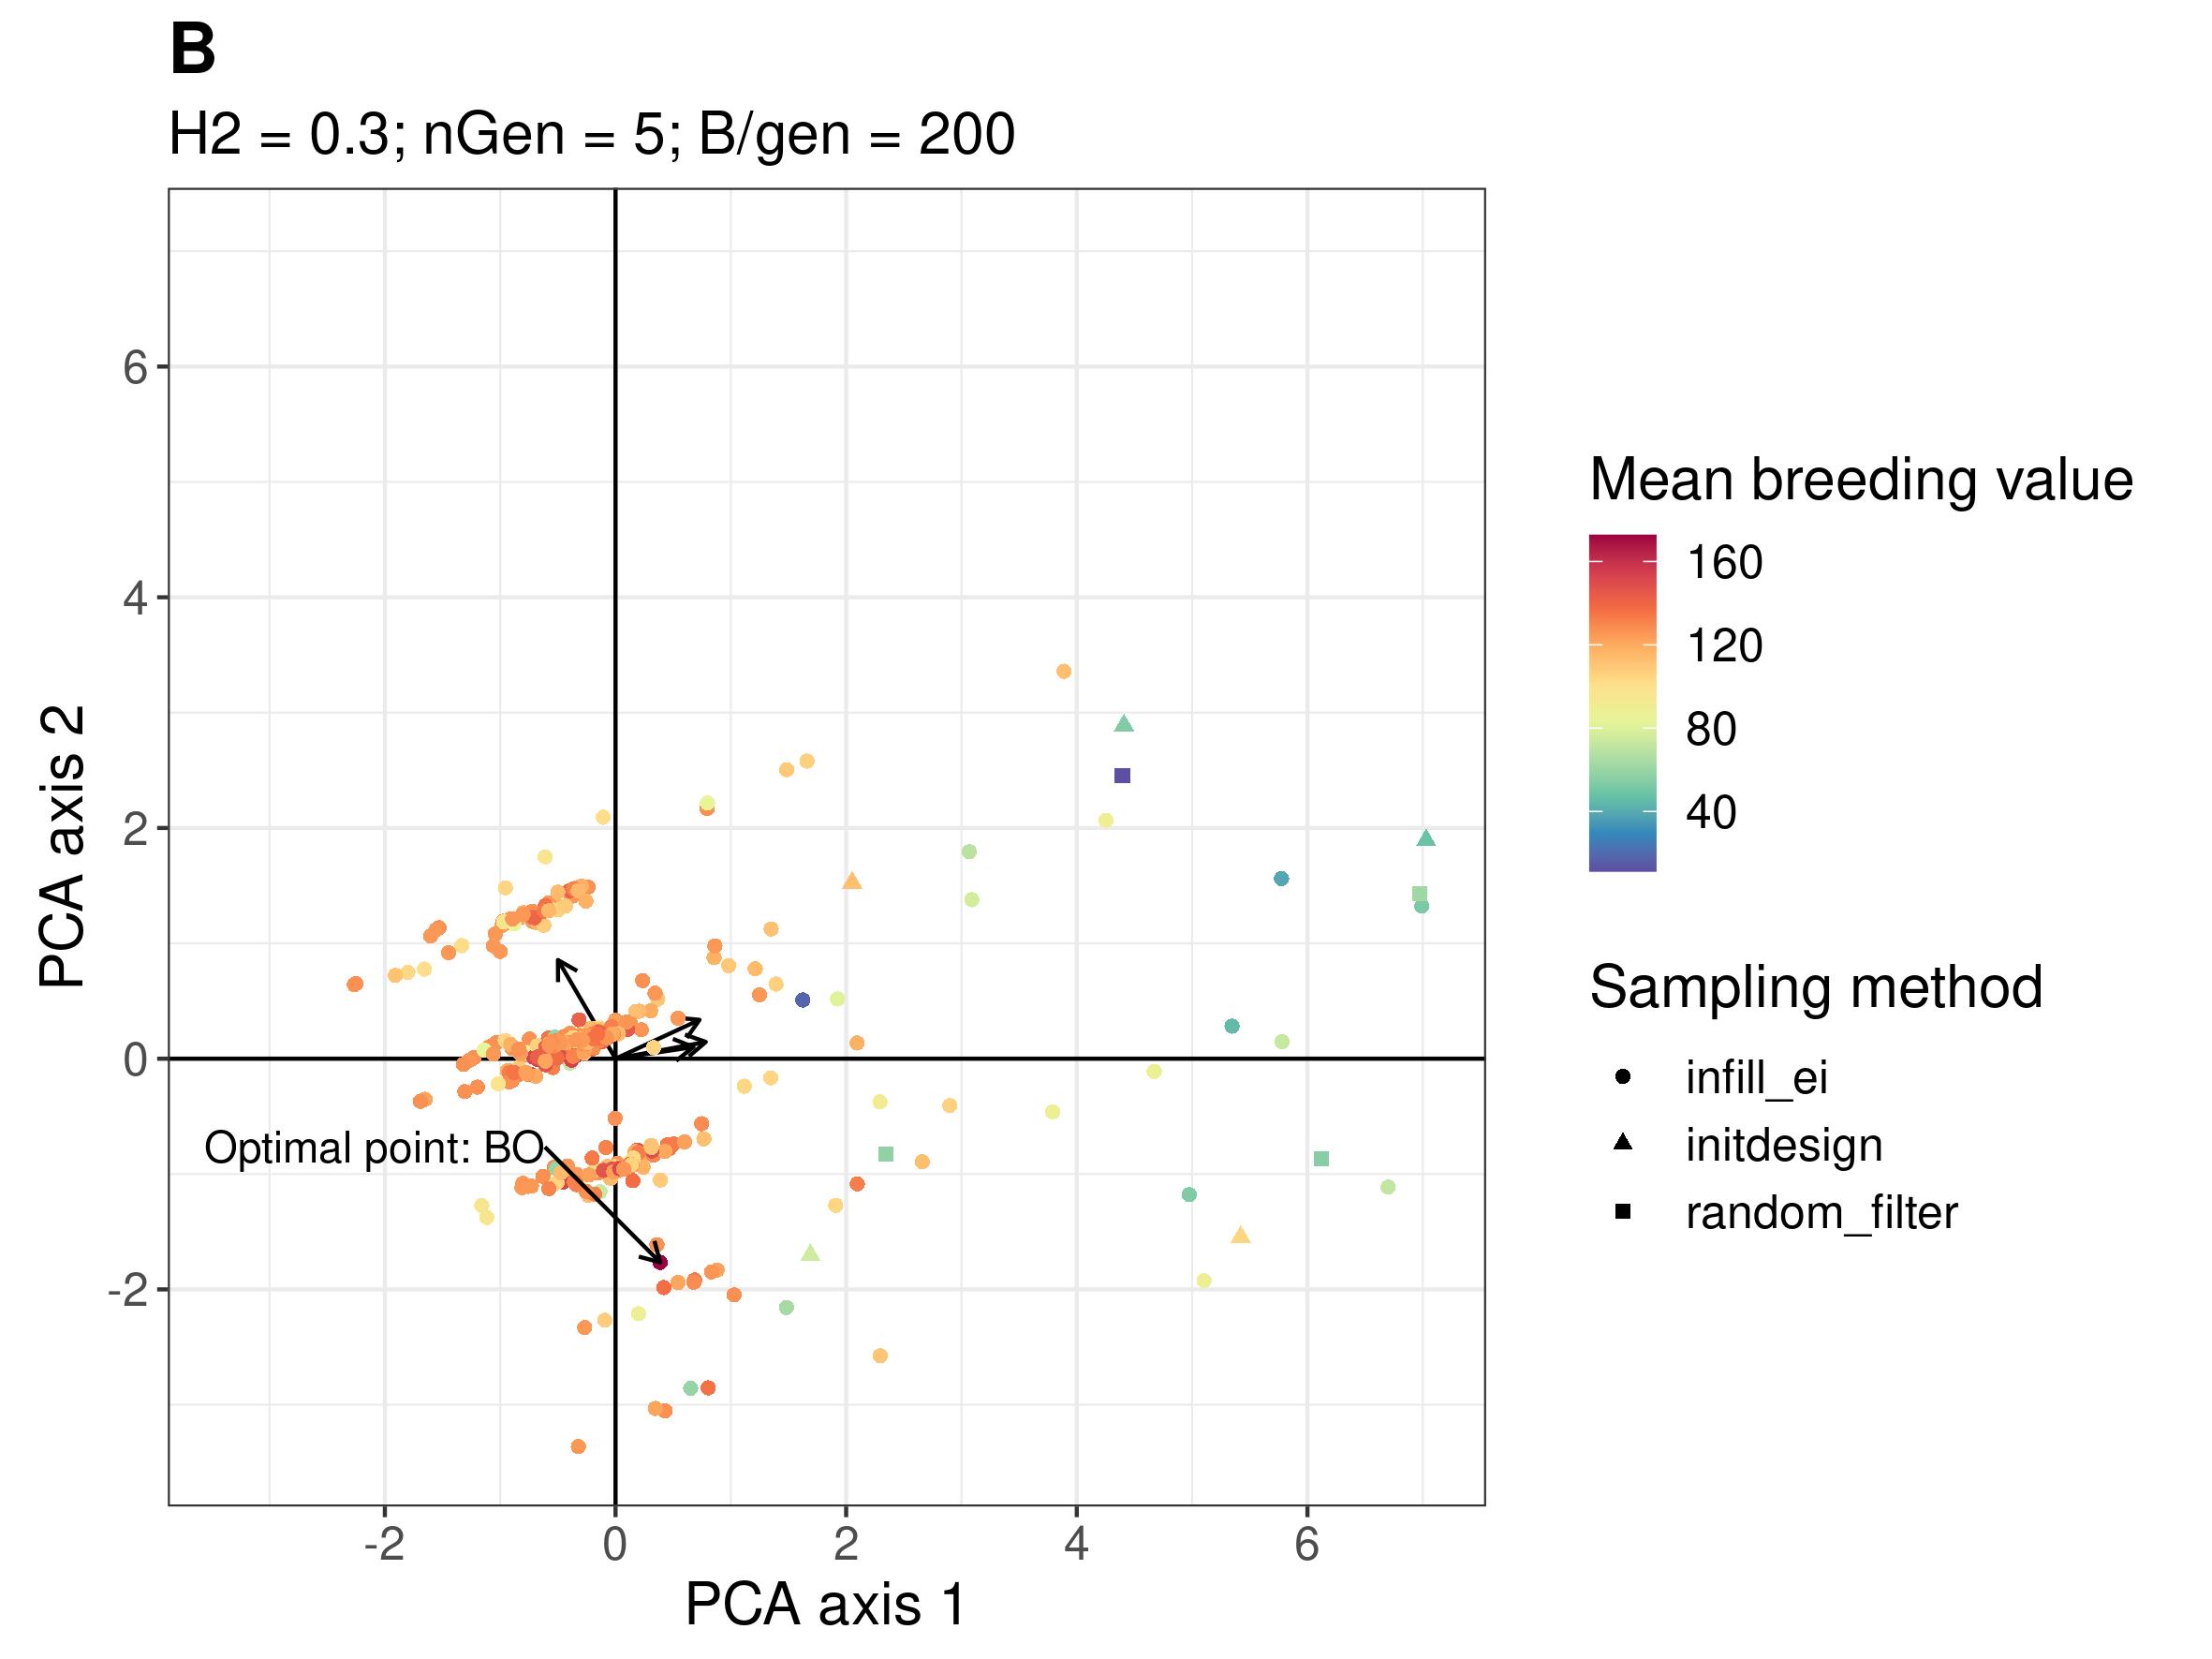 B
H2 = 0.3; nGen = 5; B/gen = 200
PCA axis 2
6
4
2
0
-2
Optimal point: BO
-2
0
2
4
6
PCA axis 1
Mean breeding value
160
120
80
40
Sampling method
infill_ei
initdesign
random_filter